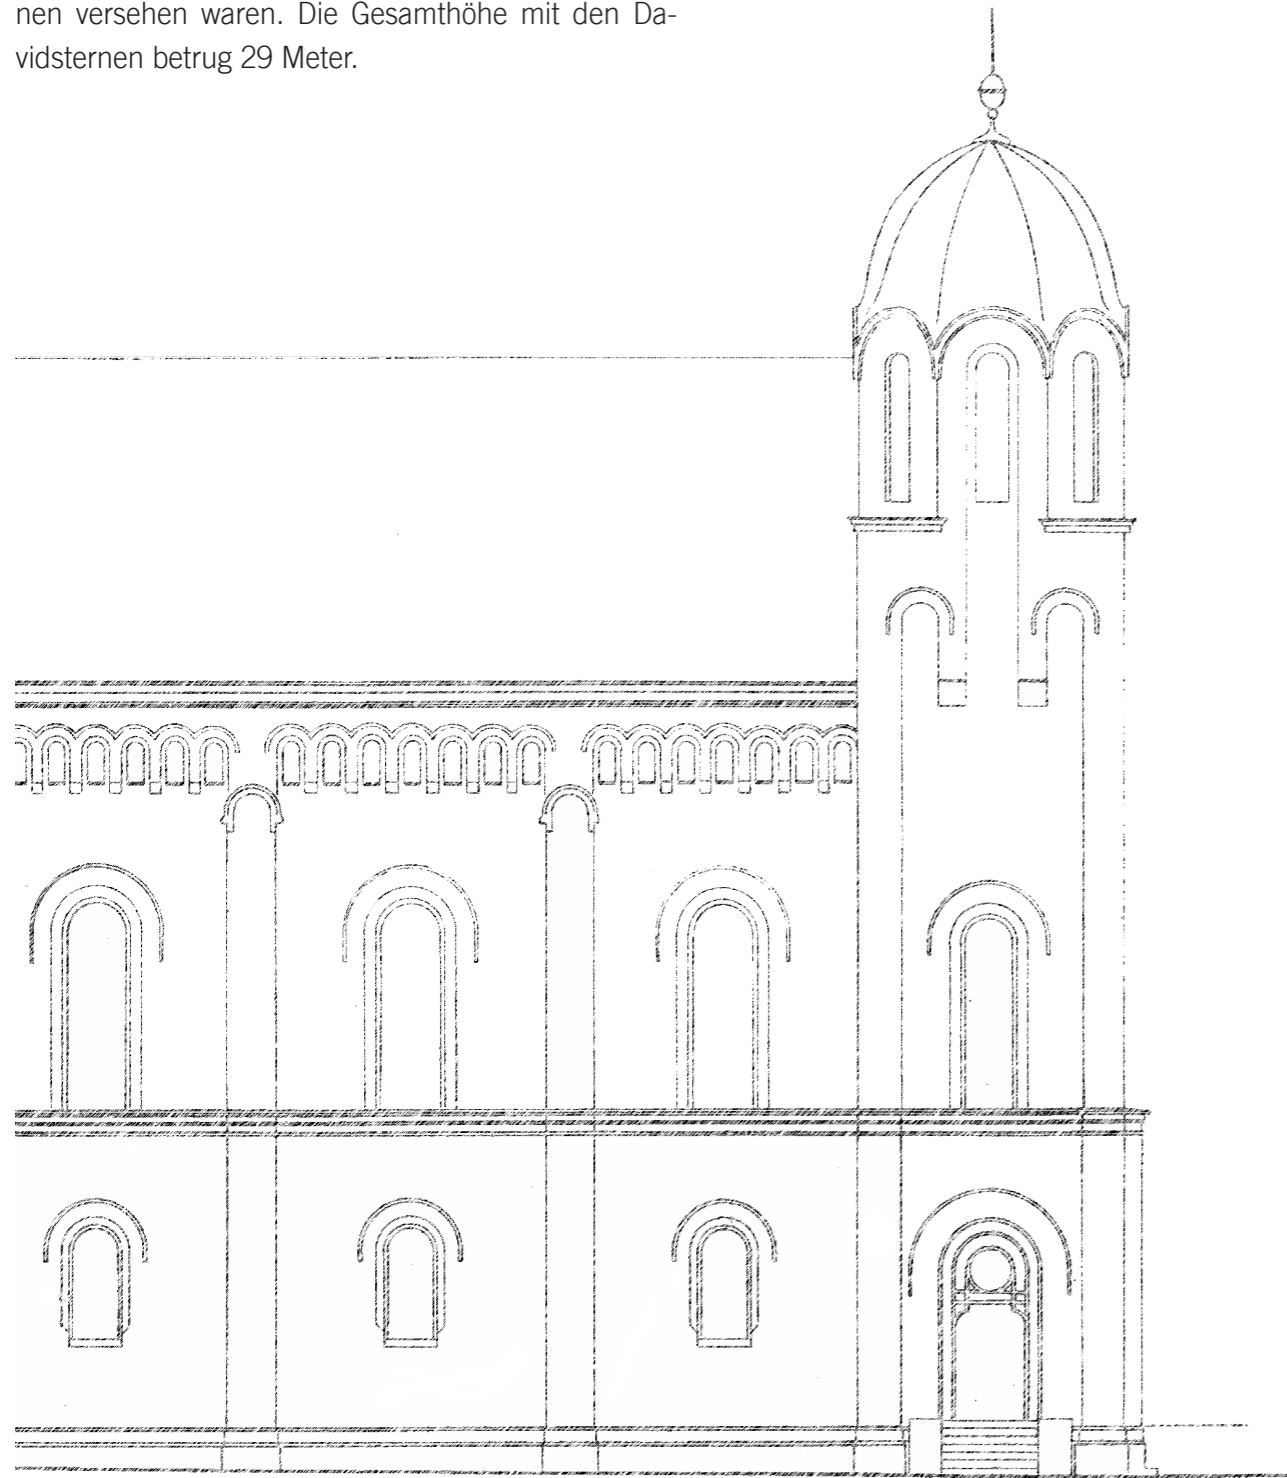 nen versehen waren. Die Gesamthöhe mit den Da-
vidsternen betrug 29 Meter.